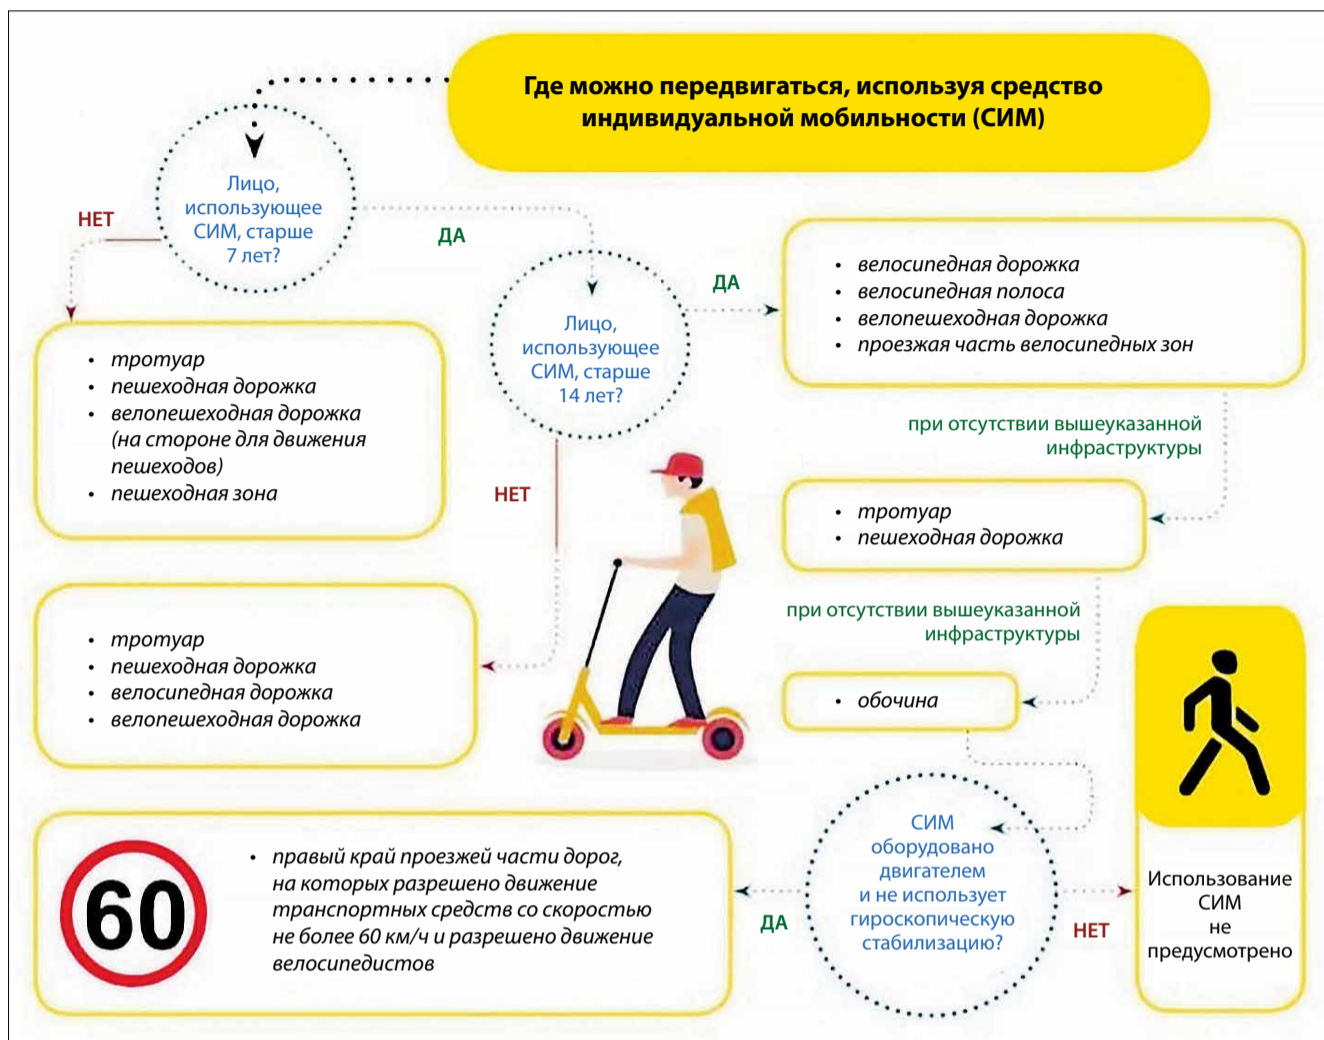 Где можно передвигаться, используя средство
индивидуальной мобильности (СИМ)
Лицо,
использующее
СИМ, старше
7 лет?
НЕТ
ДА
• тротуар
• пешеходная дорожка
• велопешеходная дорожка
(на стороне для движения
пешеходов)
• пешеходная зона
Лицо,
использующее
СИМ, старше
14 лет?
ДА
НЕТ
• велосипедная дорожка
• велосипедная полоса
• велопешеходная дорожка
• проезжая часть велосипедных зон
при отсутствии вышеуказанной
инфраструктуры
• тротуар
• пешеходная дорожка
при отсутствии вышеуказанной
инфраструктуры
• обочина
• тротуар
• пешеходная дорожка
• велосипедная дорожка
• велопешеходная дорожка
СИМ
оборудовано
двигателем
и не использует
гироскопическую
стабилизацию?
ДА
НЕТ
60
• правый край проезжей части дорог,
на которых разрешено движение
транспортных средств со скоростью
не более 60 км/ч и разрешено движение
велосипедистов
Использование
СИМ
не
предусмотрено